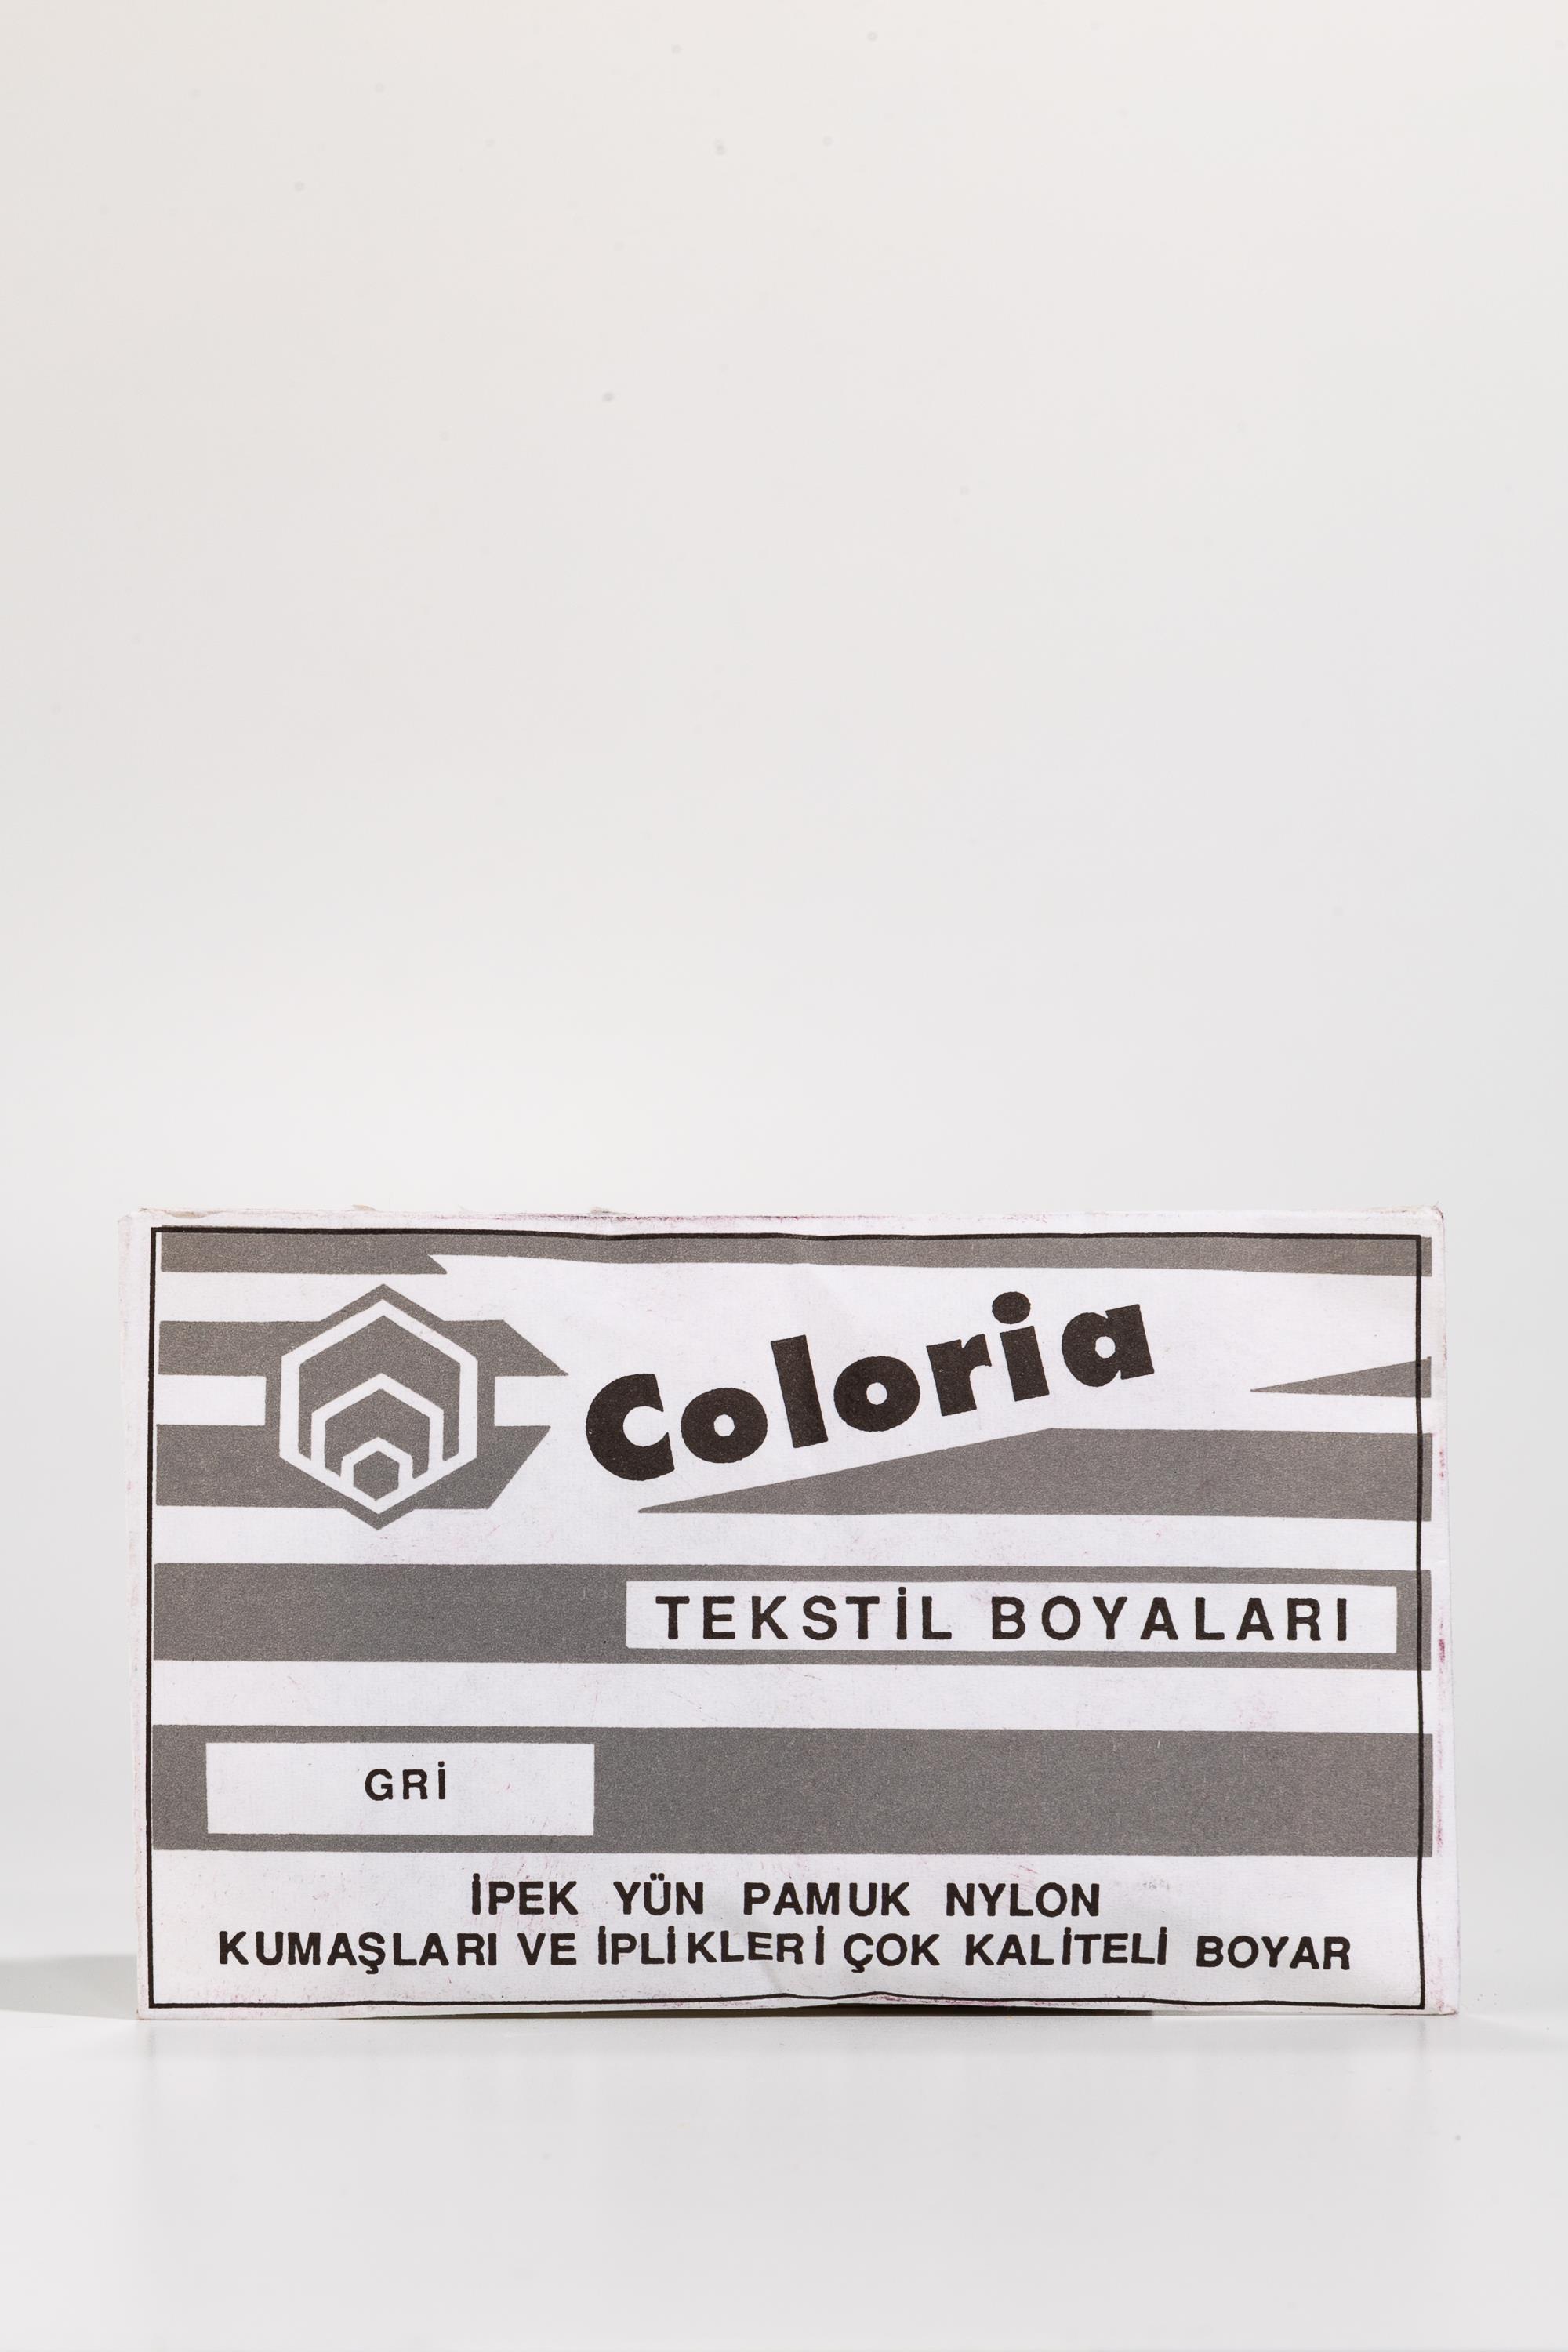 Coloria
TEKSTİL BOYALARI
GRİ
İPEK YÜN PAMUK NYLON
KUMAŞLARI VE İPLİKLERİ ÇOK KALİTELİ BOYAR